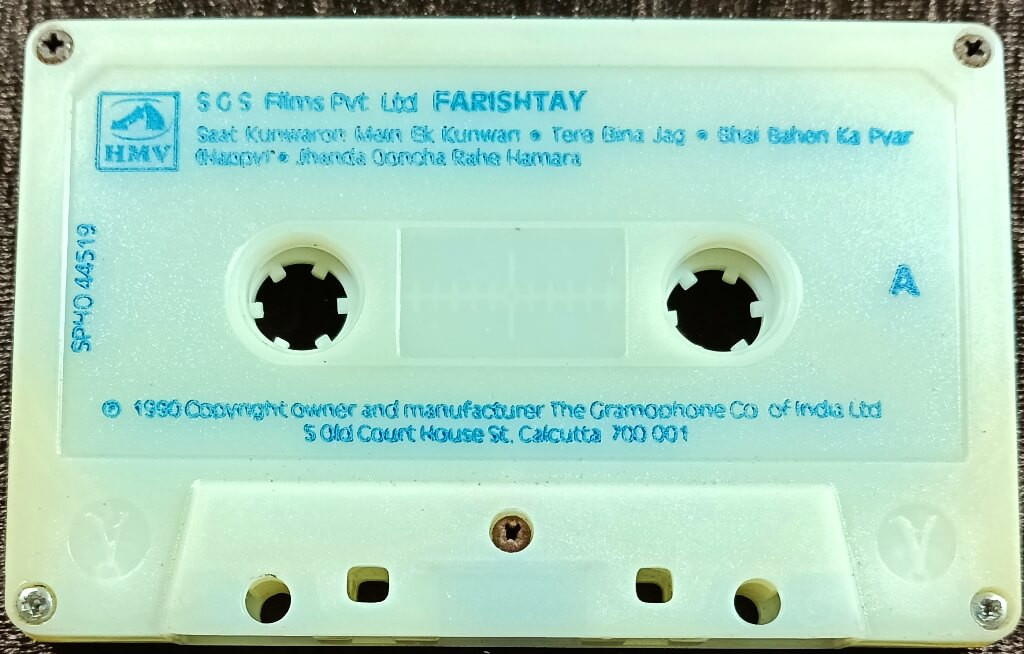 HMV
S G S Films Pvt. Ltd. FARISHTAY
Saat Kunwaron Mein Ek Kunwari • Tere Bina Jag • Bhai Bahen Ka Pyar
(Happy) • Jhanda Ooncha Rahe Hamara
SPHO 44519
A
℗ 1990 Copyright owner and manufacturer The Gramophone Co. of India Ltd.
5 Old Court House St. Calcutta 700 001